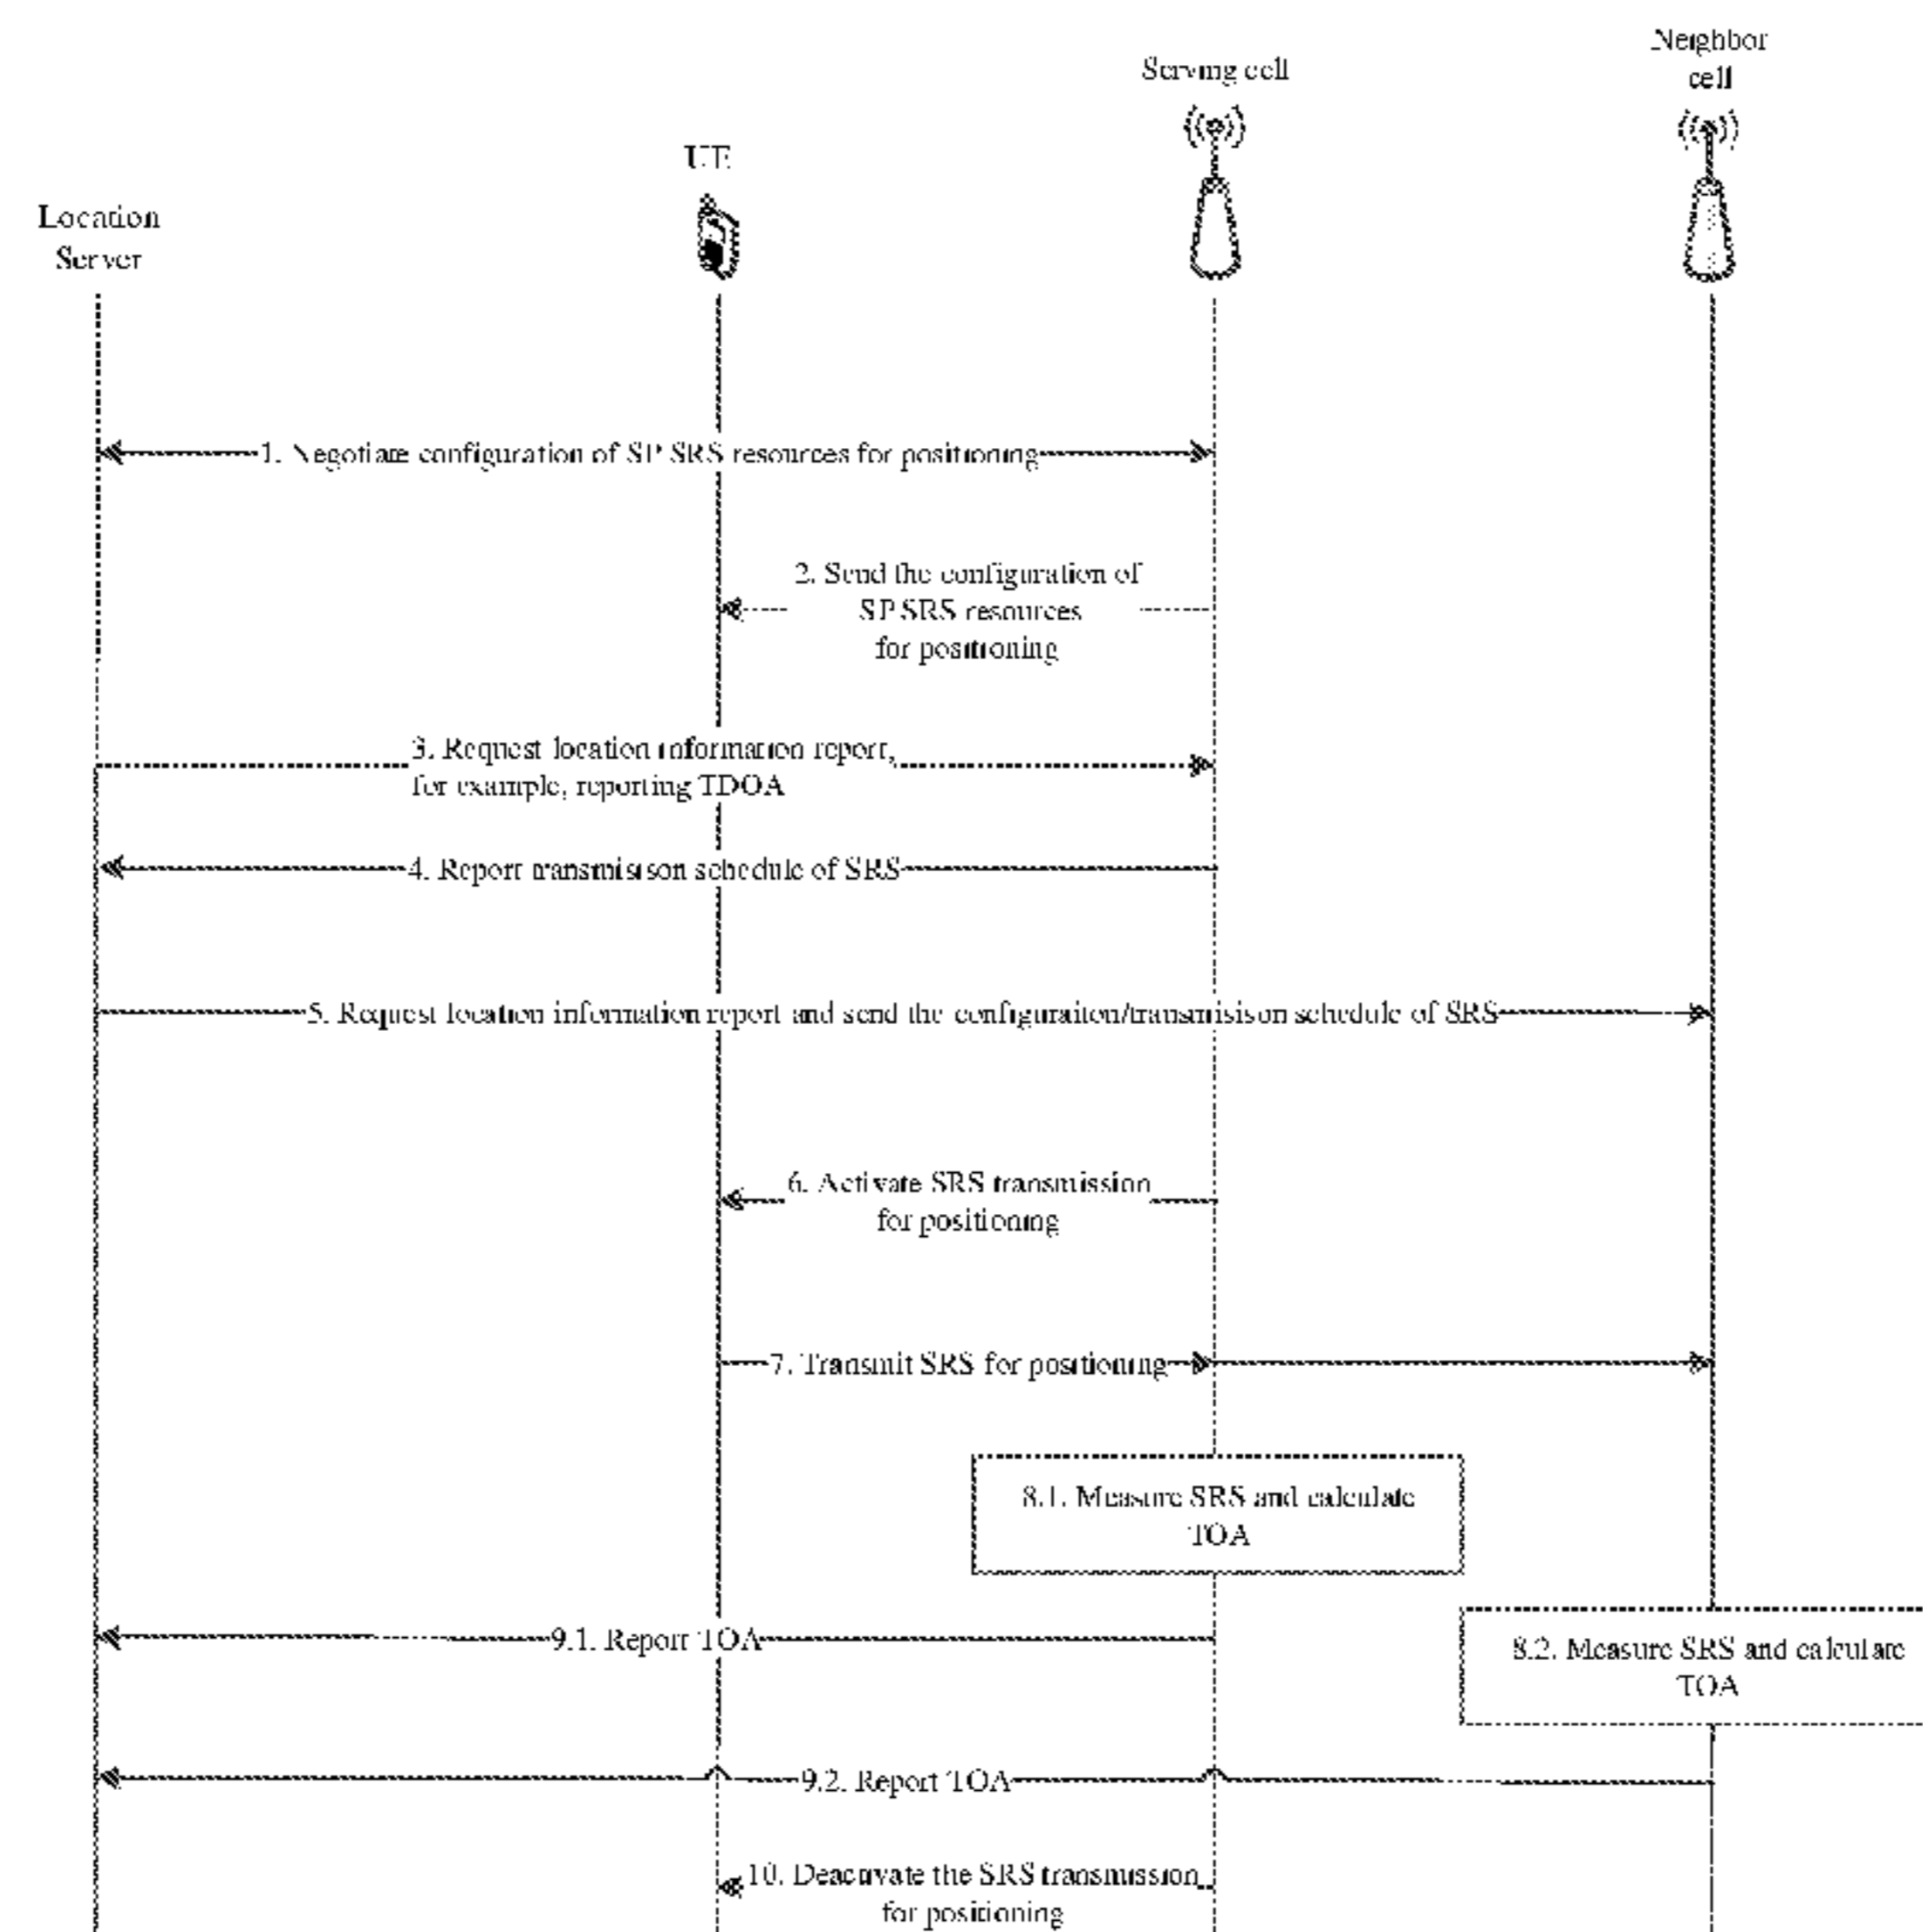 Neighbor
cell
Serving cell
UE
Location
Server
1. Negotiate configuration of SP SRS resources for positioning
2. Send the configuration of
SP SRS resources
for positioning
3. Request location information report,
for example, reporting TDOA
4. Report transmisison schedule of SRS
5. Request location information report and send the configuraiton/transmisison schedule of SRS
6. Activate SRS transmission
for positioning
7. Transmit SRS for positioning
8.1. Measure SRS and calculate
TOA
9.1. Report TOA
8.2. Measure SRS and calculate
TOA
9.2. Report TOA
10. Deactivate the SRS transmission
for positioning